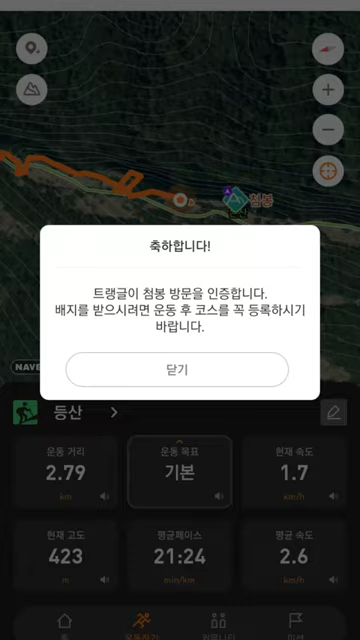 첨봉
축하합니다!
트랭글이 첨봉 방문을 인증합니다.
배지를 받으시려면 운동 후 코스를 꼭 등록하시기
바랍니다.
닫기
NAVE
등산
운동 거리
운동 목표
현재 속도
2.79
기본
1.7
km
km/h
현재 고도
평균페이스
평균 속도
423
21:24
2.6
m
min/km
km/h